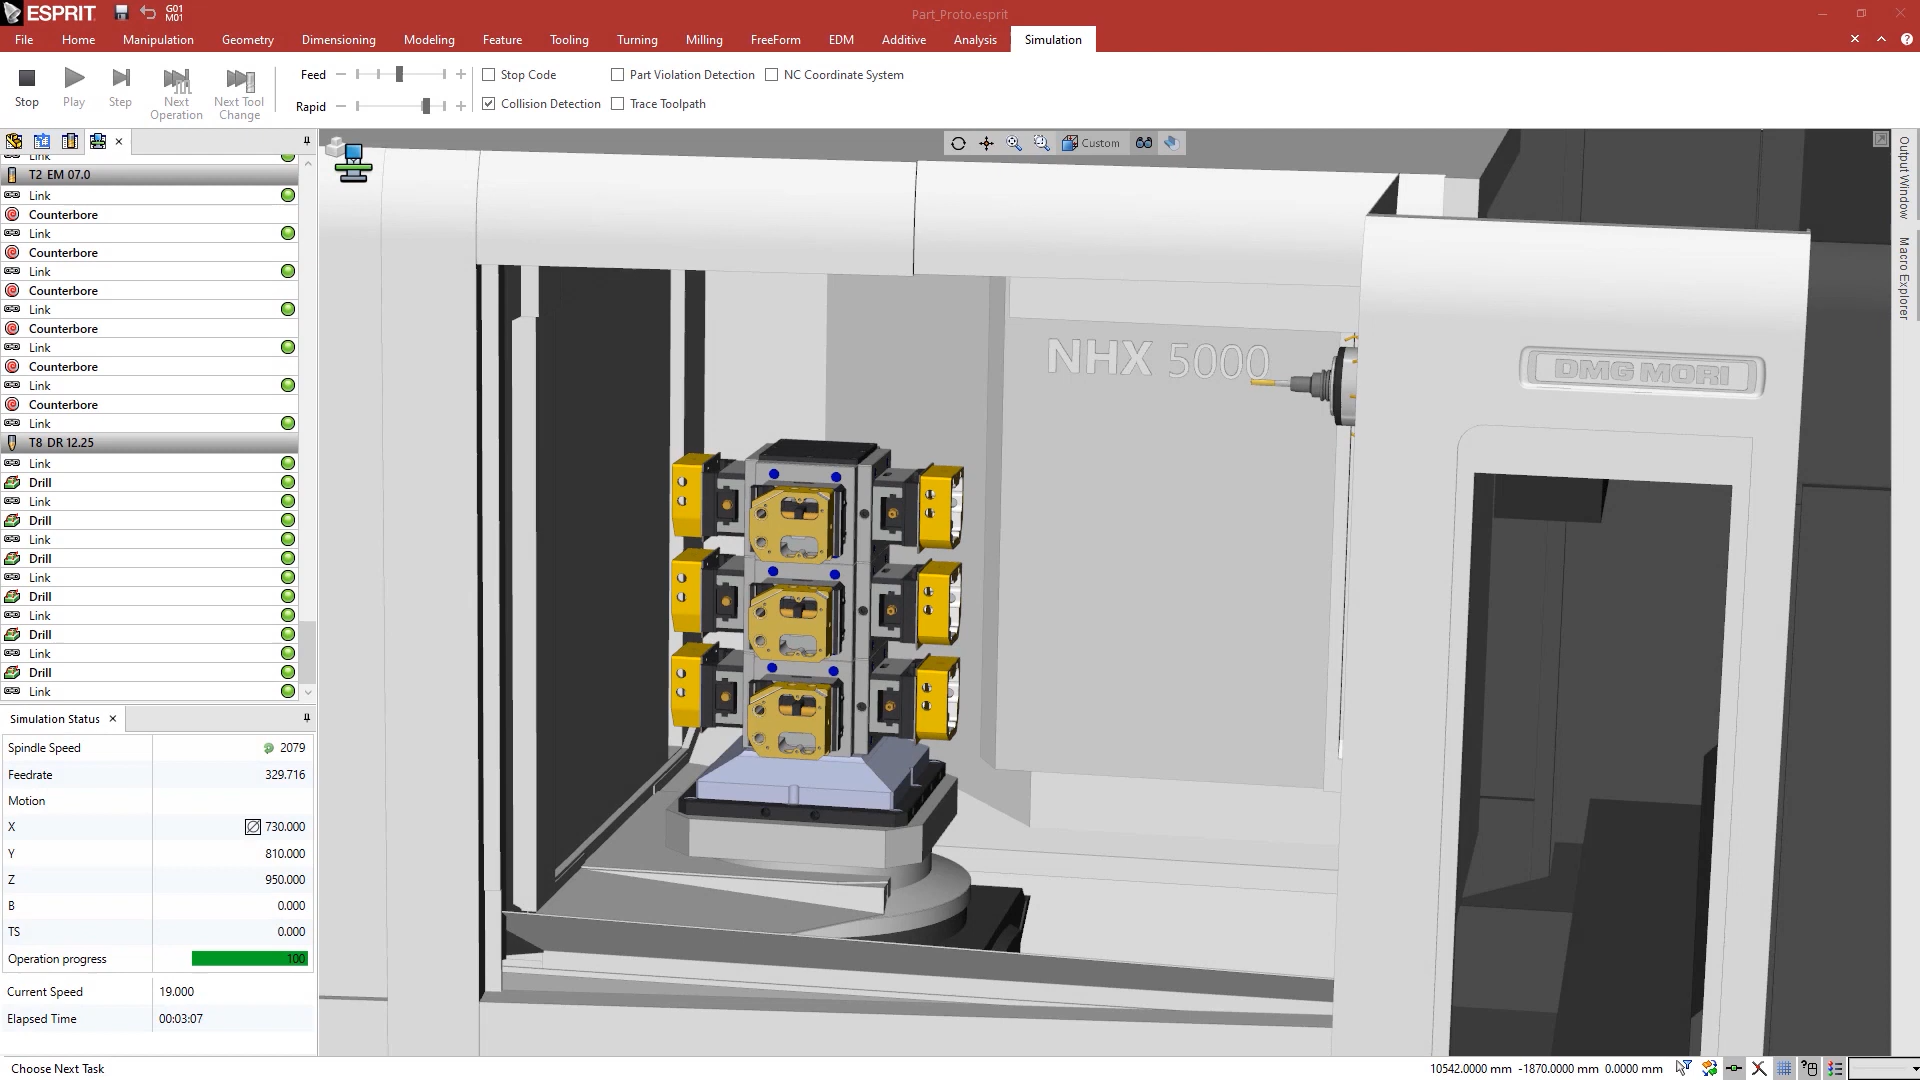 ESPRIT
G01
M01
Part_Proto.esprit
File Home Manipulation Geometry Dimensioning Modeling Feature Tooling Turning Milling FreeForm EDM Additive Analysis Simulation
Stop
Play
Step
Next Operation
Next Tool Change
Feed
Rapid
Stop Code
Part Violation Detection
NC Coordinate System
Collision Detection
Trace Toolpath
Custom
Link
T2 EM 07.0
Link
Counterbore
Link
Counterbore
Link
Counterbore
Link
Counterbore
Link
Counterbore
Link
Counterbore
Link
T8 DR 12.25
Link
Drill
Link
Drill
Link
Drill
Link
Drill
Link
Drill
Link
Drill
Link
Simulation Status
Spindle Speed 2079
Feedrate 329.716
Motion
X 730.000
Y 810.000
Z 950.000
B 0.000
TS 0.000
Operation progress 100
Current Speed 19.000
Elapsed Time 00:03:07
NHX 5000
DMG MORI
Output Window
Macro Explorer
Choose Next Task
10542.0000 mm -1870.0000 mm 0.0000 mm